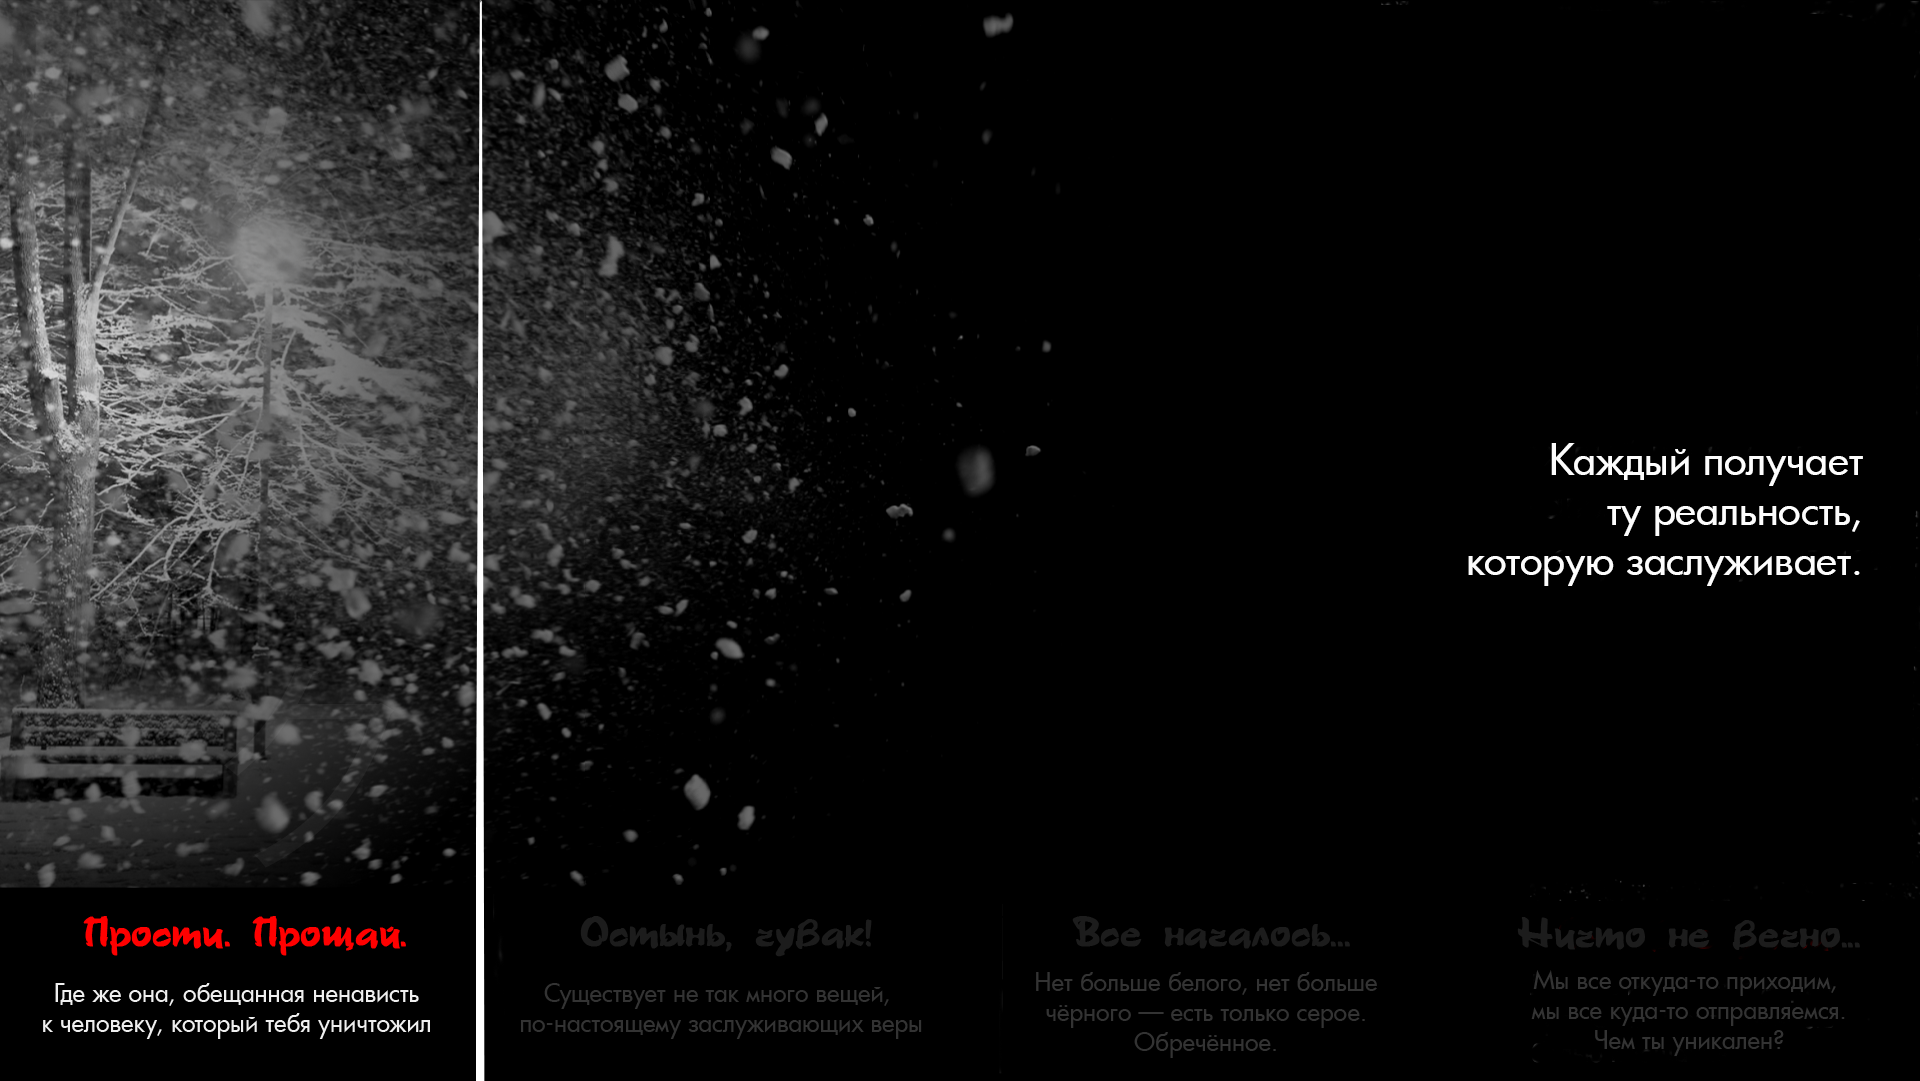 Каждый получает
ту реальность,
которую заслуживает.
Прости. Прощай.
Где же она, обещанная ненависть
к человеку, который тебя уничтожил
Остынь, чувак!
Существует не так много вещей,
по-настоящему заслуживающих веры
Все началось...
Нет больше белого, нет больше
чёрного — есть только серое.
Обречённое.
Ничто не вечно...
Мы все откуда-то приходим,
мы все куда-то отправляемся.
Чем ты уникален?